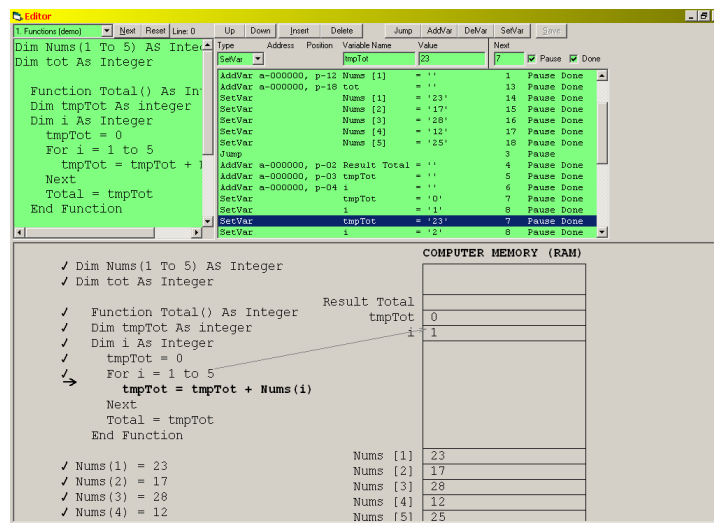 Editor
1. Functions (demo) Next Reset Line: 0 Up Down Insert Delete Jump AddVar DelVar SetVar Save
Dim Nums(1 To 5) AS Integ
Dim tot As Integer
Function Total() As In
Dim tmpTot As integer
Dim i As Integer
tmpTot = 0
For i = 1 to 5
tmpTot = tmpTot +
Next
Total = tmpTot
End Function
Type Address Position Variable Name Value Next
SetVar tmpTot 23 7 Pause Done
AddVar a-000000, p-12 Nums [1] = '' 1 Pause Done
AddVar a-000000, p-18 tot = '' 13 Pause Done
SetVar Nums [1] = '23' 14 Pause Done
SetVar Nums [2] = '17' 15 Pause Done
SetVar Nums [3] = '28' 16 Pause Done
SetVar Nums [4] = '12' 17 Pause Done
SetVar Nums [5] = '25' 18 Pause Done
Jump 3 Pause
AddVar a-000000, p-02 Result Total = '' 4 Pause Done
AddVar a-000000, p-03 tmpTot = '' 5 Pause Done
AddVar a-000000, p-04 i = '' 6 Pause Done
SetVar tmpTot = '0' 7 Pause Done
SetVar i = '1' 8 Pause Done
SetVar tmpTot = '23' 7 Pause Done
SetVar i = '2' 8 Pause Done
COMPUTER MEMORY (RAM)
✓ Dim Nums(1 To 5) AS Integer
✓ Dim tot As Integer
Result Total
✓ Function Total() As Integer
tmpTot 0
✓ Dim tmpTot As integer
i 1
✓ Dim i As Integer
✓ tmpTot = 0
✓ For i = 1 to 5
→ tmpTot = tmpTot + Nums(i)
Next
Total = tmpTot
End Function
Nums [1] 23
✓ Nums(1) = 23
Nums [2] 17
✓ Nums(2) = 17
Nums [3] 28
✓ Nums(3) = 28
Nums [4] 12
✓ Nums(4) = 12
Nums [5] 25